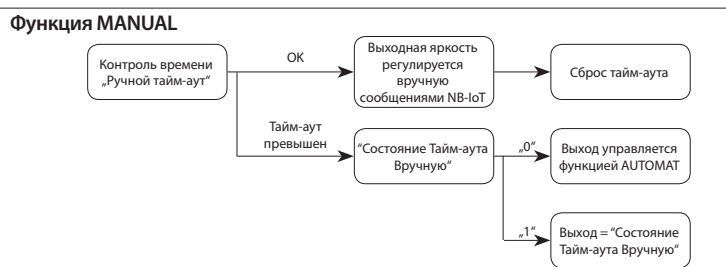 Функция MANUAL
Контроль времени
„Ручной тайм-аут“
OK
Выходная яркость
регулируется
вручную
сообщениями NB-IoT
Сброс тайм-аута
Тайм-аут
превышен
“Состояние Тайм-аута
Вручную“
„0“
Выход управляется
функцией AUTOMAT
„1“
Выход = “Состояние
Тайм-аута Вручную“